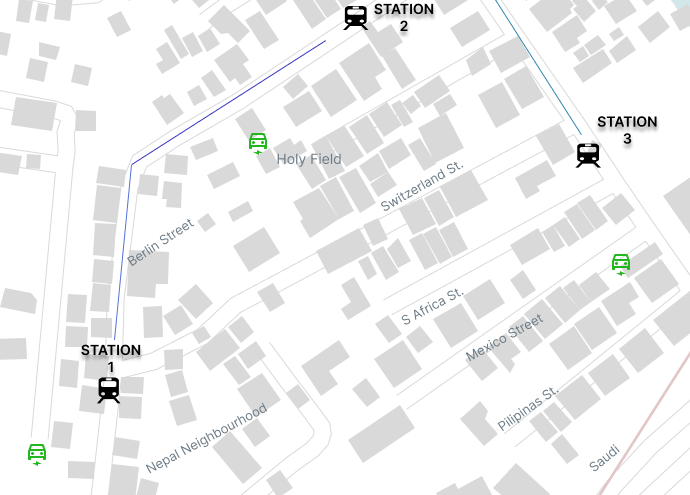 STATION
2
STATION
3
Holy Field
Switzerland St.
Berlin Street
S Africa St.
Mexico Street
STATION
1
Pilipinas St.
Nepal Neighbourhood
Saudi